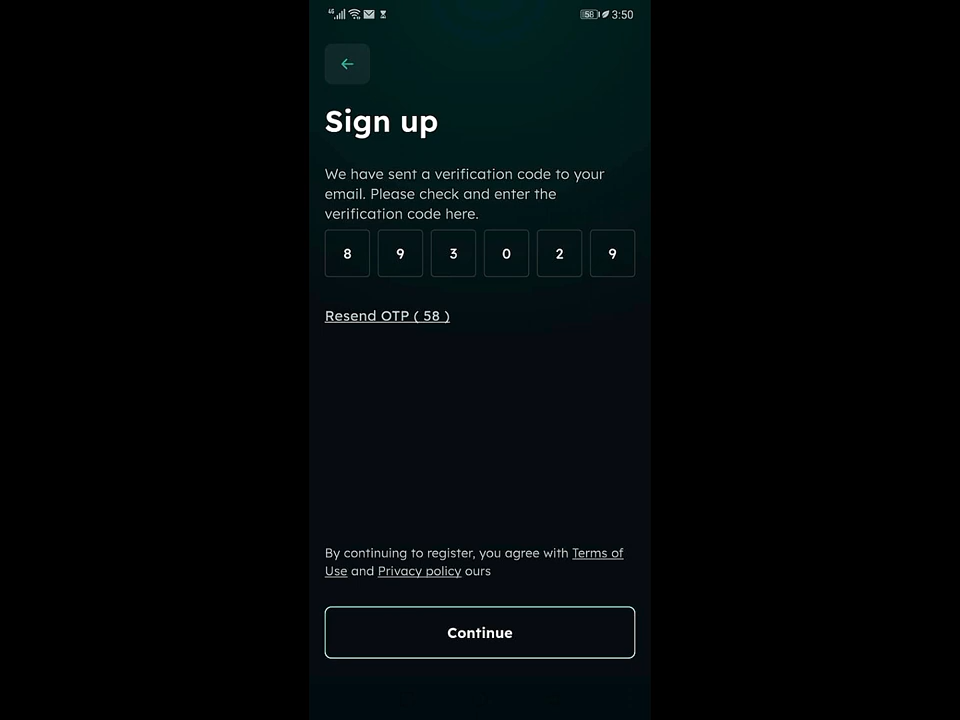 4G 58 3:50
Sign up
We have sent a verification code to your
email. Please check and enter the
verification code here.
8 9 3 0 2 9
Resend OTP ( 58 )
By continuing to register, you agree with Terms of
Use and Privacy policy ours
Continue